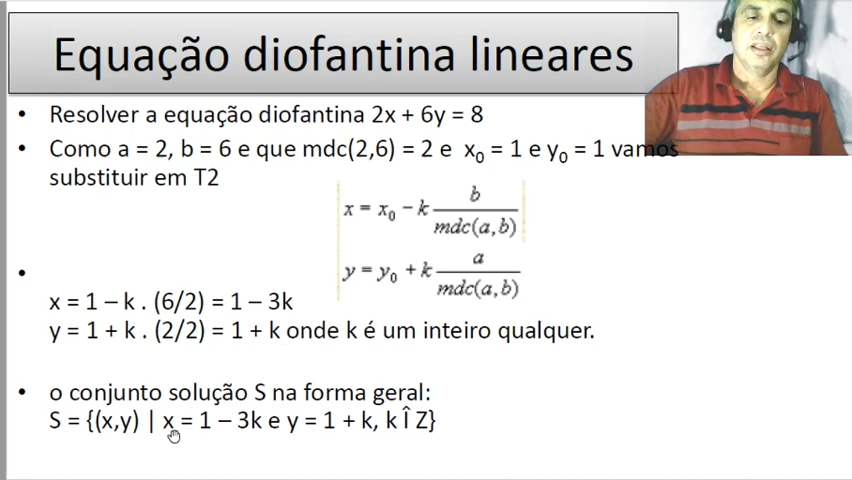 Equação diofantina lineares
• Resolver a equação diofantina 2x + 6y = 8
• Como a = 2, b = 6 e que mdc(2,6) = 2 e x₀ = 1 e y₀ = 1 vamos
substituir em T2
x = x₀ − k b/mdc(a,b)
y = y₀ + k a/mdc(a,b)
•
x = 1 – k . (6/2) = 1 – 3k
y = 1 + k . (2/2) = 1 + k onde k é um inteiro qualquer.
• o conjunto solução S na forma geral:
S = {(x,y) | x = 1 – 3k e y = 1 + k, k Î Z}